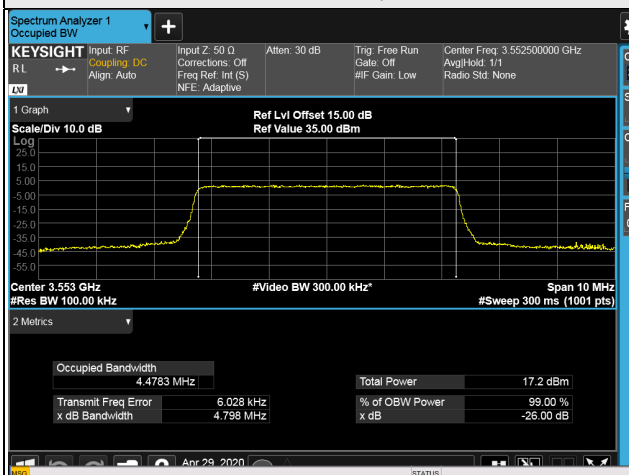 Spectrum Analyzer 1
Occupied BW
KEYSIGHT
RL
LXI
Input: RF
Coupling: DC
Align: Auto
Input Z: 50 Ω
Corrections: Off
Freq Ref: Int (S)
NFE: Adaptive
Atten: 30 dB
Trig: Free Run
Gate: Off
#IF Gain: Low
Center Freq: 3.552500000 GHz
Avg|Hold: 1/1
Radio Std: None
1 Graph
Scale/Div 10.0 dB
Ref Lvl Offset 15.00 dB
Ref Value 35.00 dBm
Log
25.0
15.0
5.00
-5.00
-15.0
-25.0
-35.0
-45.0
-55.0
Center 3.553 GHz
#Res BW 100.00 kHz
#Video BW 300.00 kHz*
Span 10 MHz
#Sweep 300 ms (1001 pts)
2 Metrics
Occupied Bandwidth
4.4783 MHz
Total Power 17.2 dBm
Transmit Freq Error 6.028 kHz
% of OBW Power 99.00 %
x dB Bandwidth 4.798 MHz
x dB -26.00 dB
Apr 29, 2020
MSG
STATUS